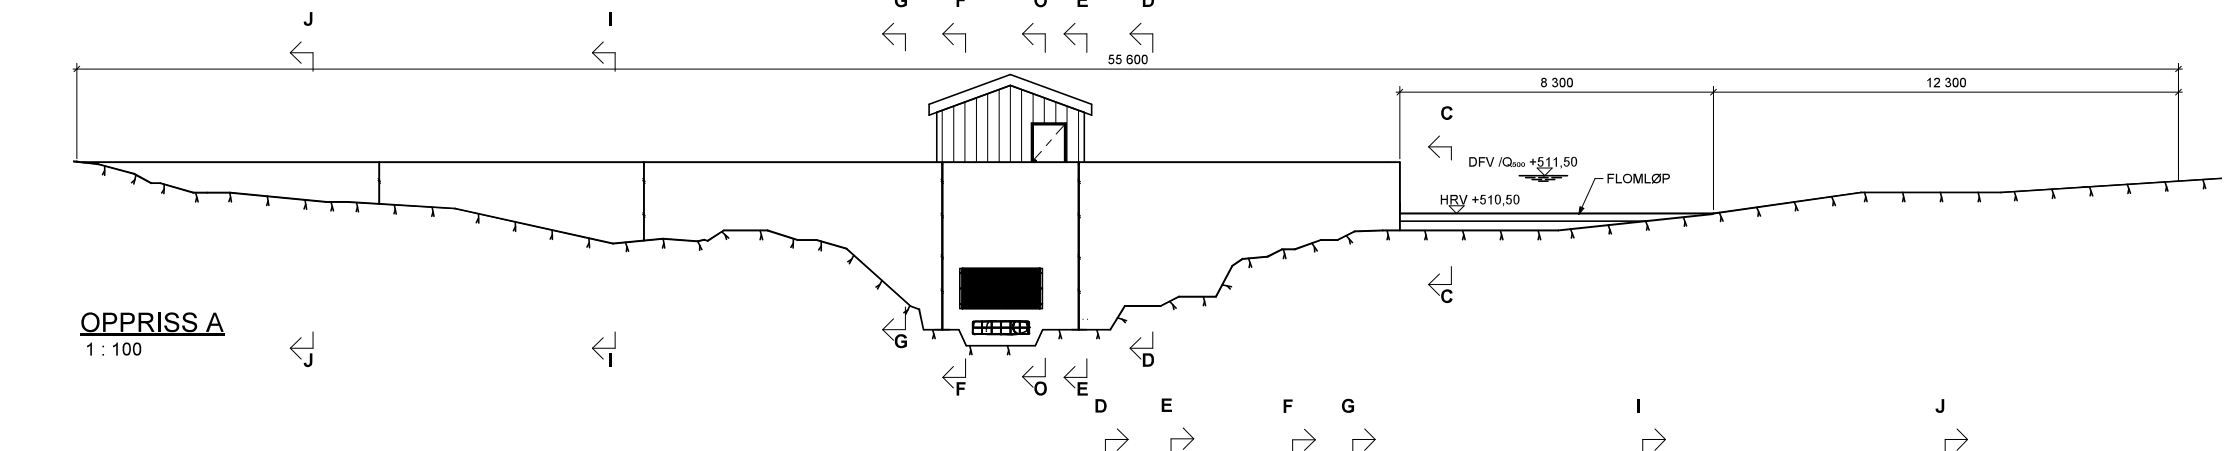 J I G F O E D
55 600
8 300 12 300
C
DFV /Q₅₀₀ +511,50
FLOMLØP
HRV +510,50
C
OPPRISS A
1 : 100
J I G D
F O E
D E F G I J